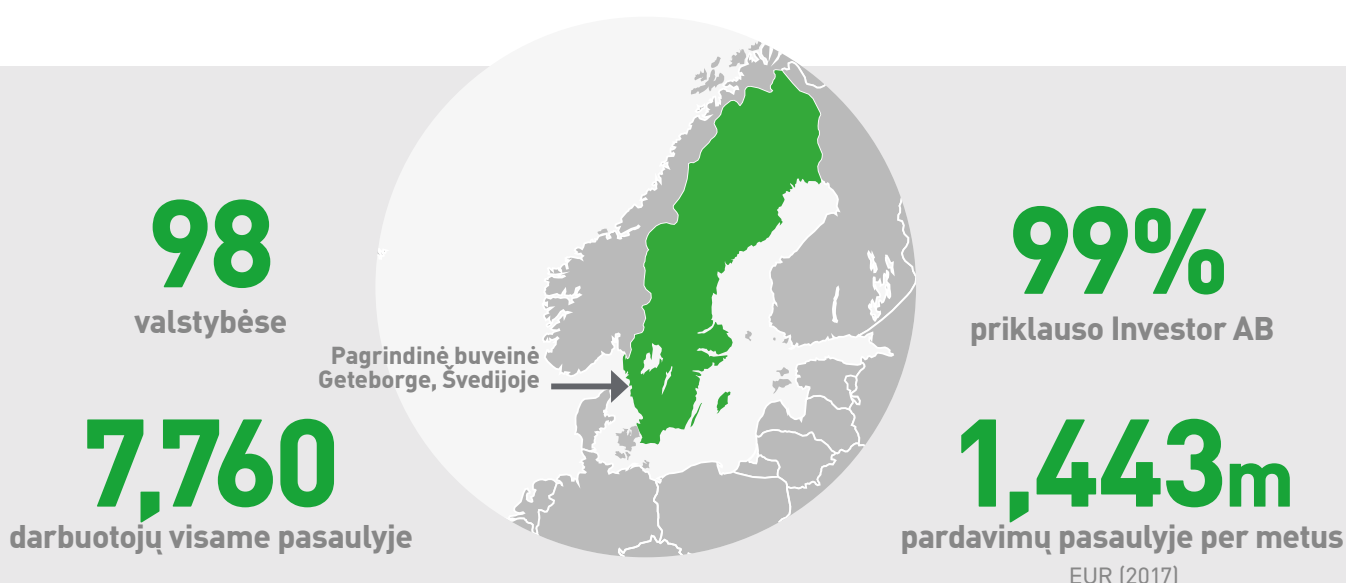 98
valstybėse
Pagrindinė buveinė
Geteborge, Švedijoje
7,760
darbuotojų visame pasaulyje
99%
priklauso Investor AB
1,443m
pardavimų pasaulyje per metus
EUR (2017)